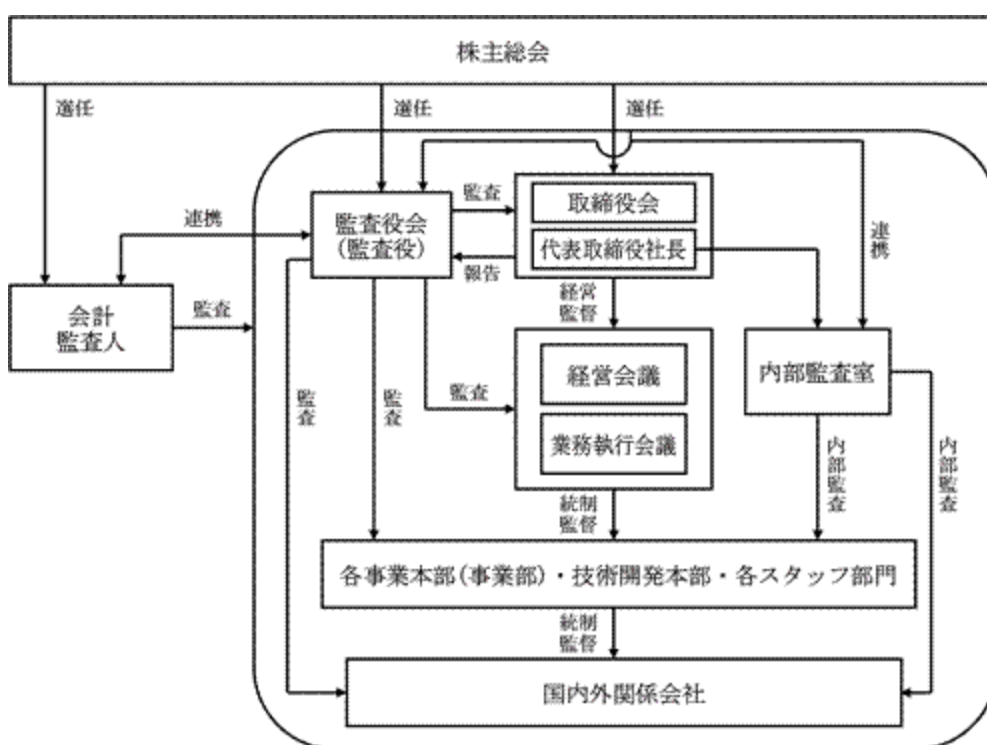 株主総会
選任
選任
選任
監査役会
(監査役)
監査
報告
取締役会
代表取締役社長
連携
連携
会計
監査人
監査
経営
監督
経営会議
業務執行会議
内部監査室
監査
監査
監査
内部監査
内部監査
統制
監督
各事業本部(事業部)・技術開発本部・各スタッフ部門
統制
監督
国内外関係会社